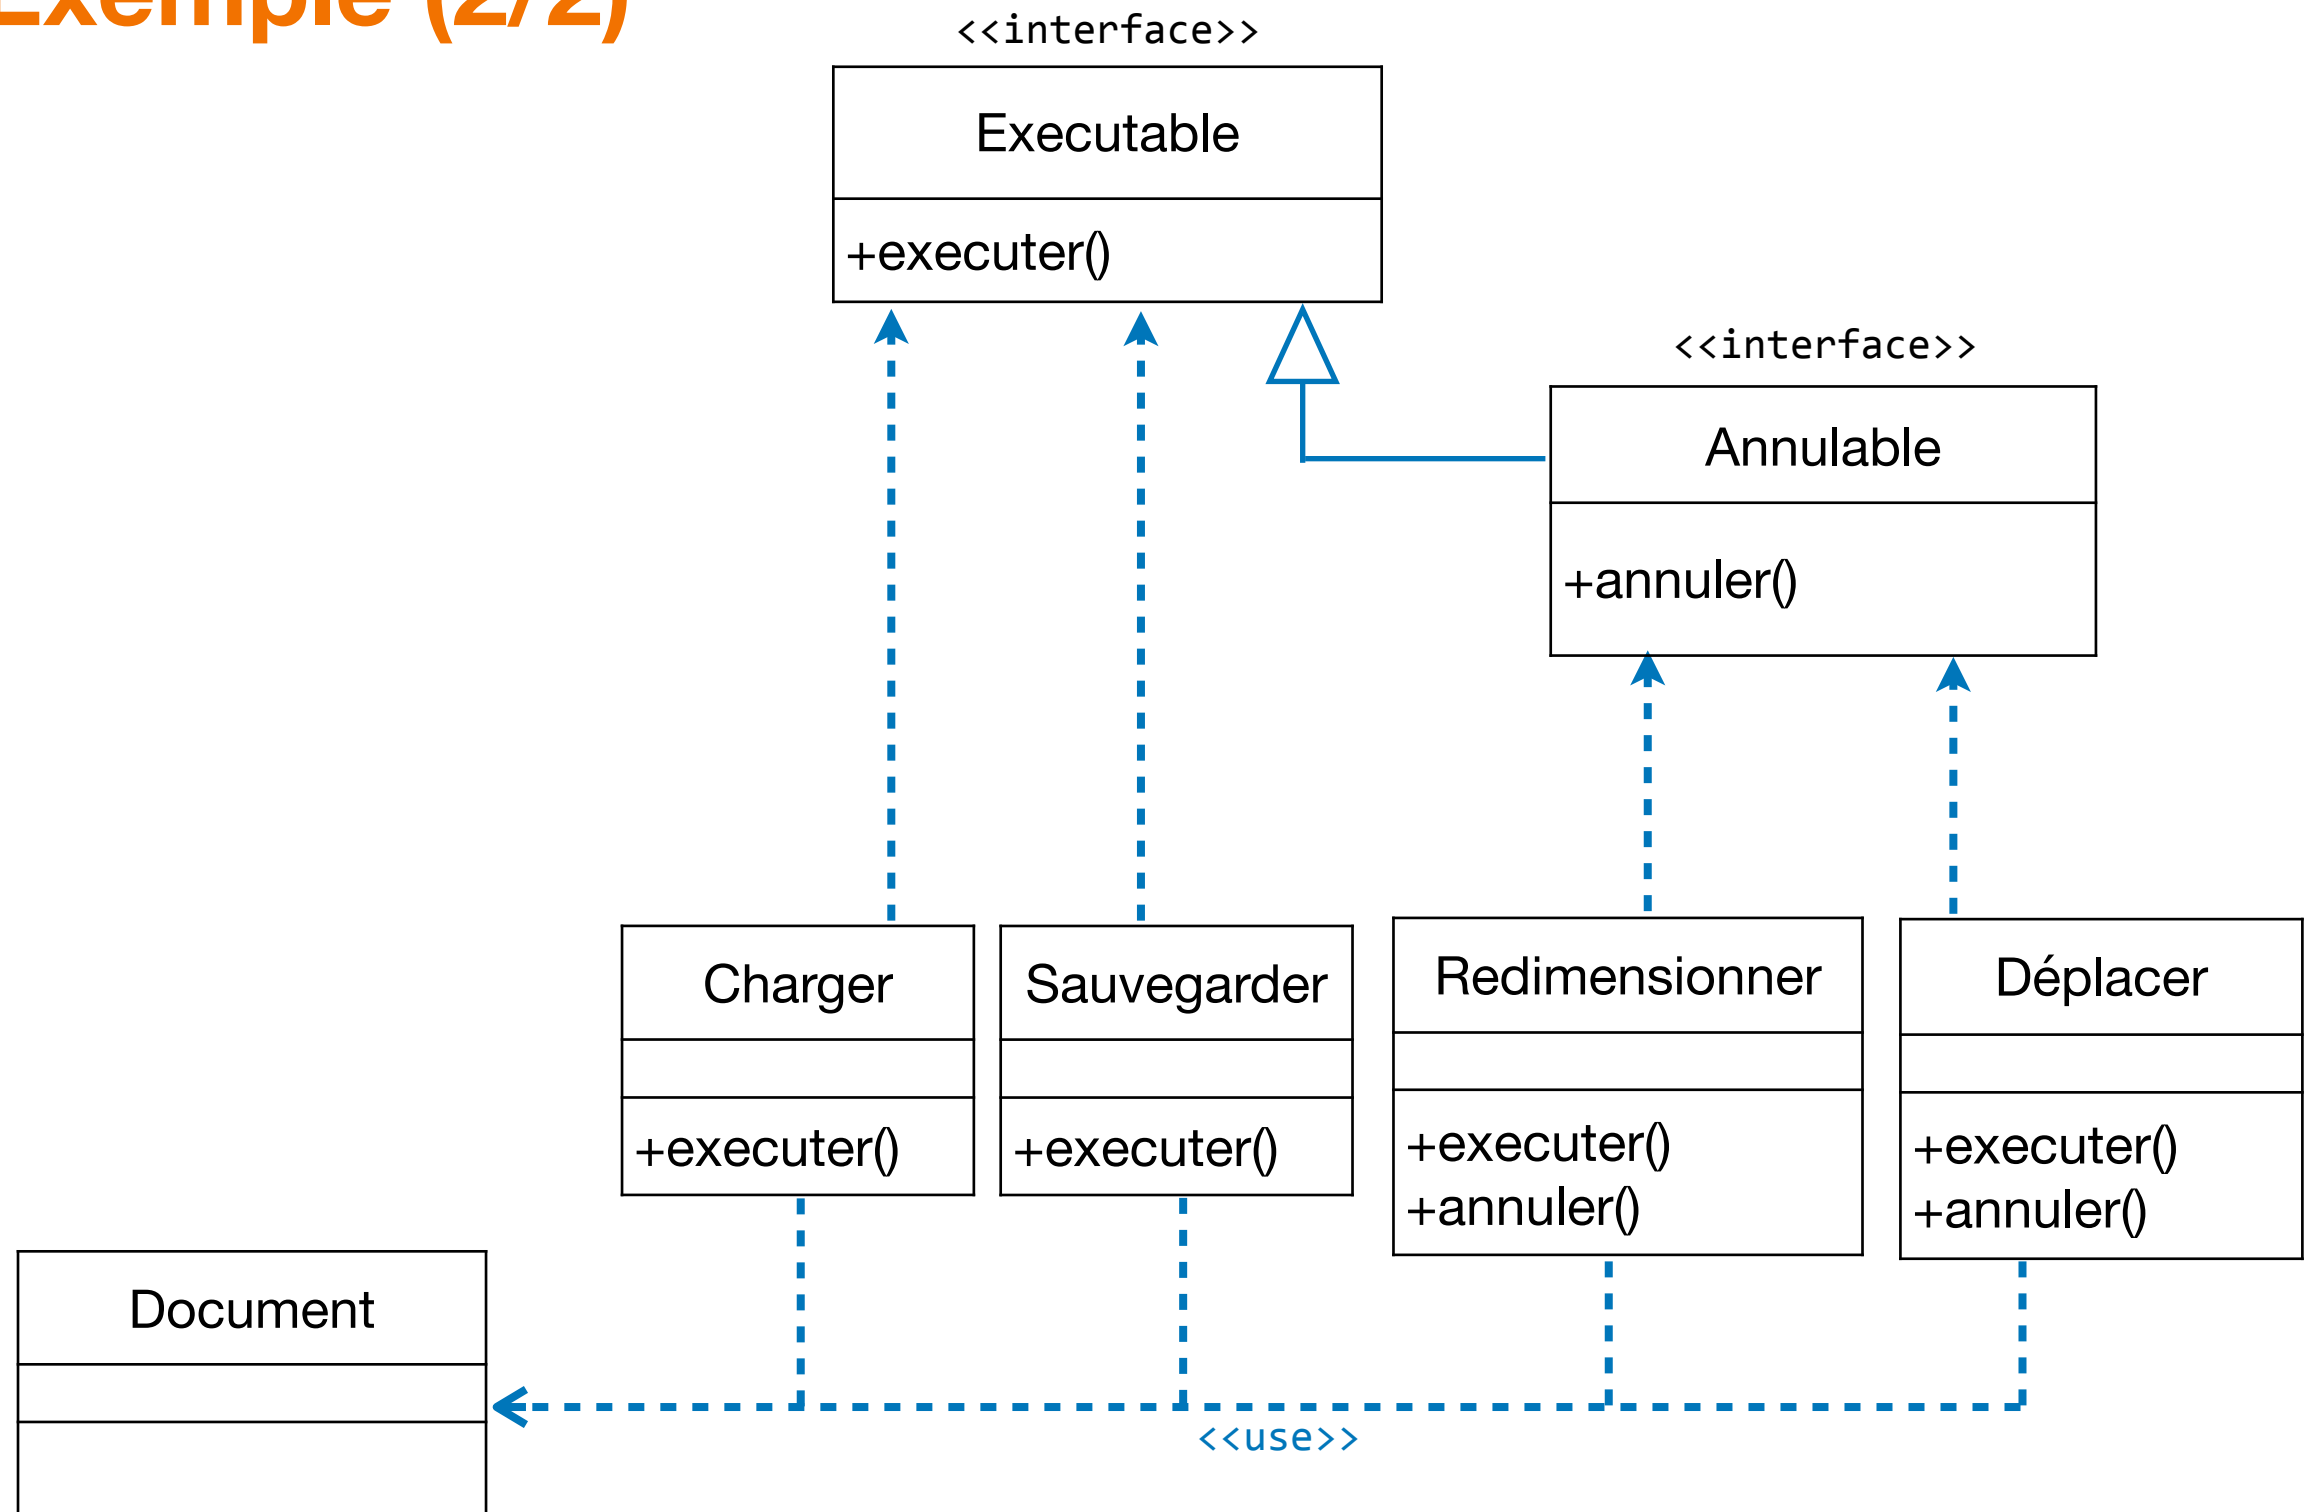 Exemple (2/2)
<<interface>>
Executable
+executer()
<<interface>>
Annulable
+annuler()
Charger
+executer()
Sauvegarder
+executer()
Redimensionner
+executer()
+annuler()
Déplacer
+executer()
+annuler()
Document
<<use>>